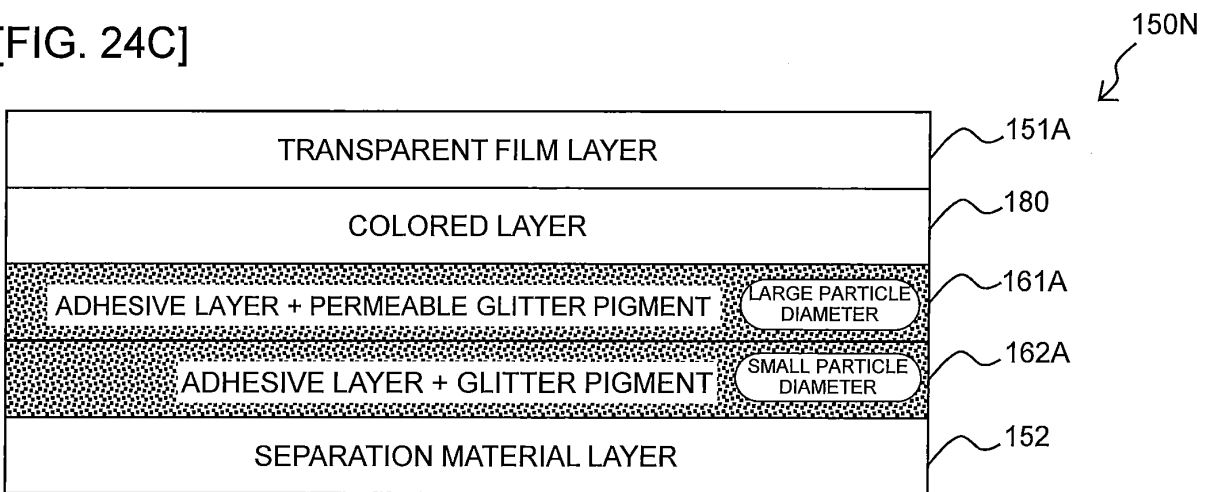 [FIG. 24C]
150N
TRANSPARENT FILM LAYER
151A
COLORED LAYER
180
ADHESIVE LAYER + PERMEABLE GLITTER PIGMENT
LARGE PARTICLE
DIAMETER
161A
ADHESIVE LAYER + GLITTER PIGMENT
SMALL PARTICLE
DIAMETER
162A
SEPARATION MATERIAL LAYER
152